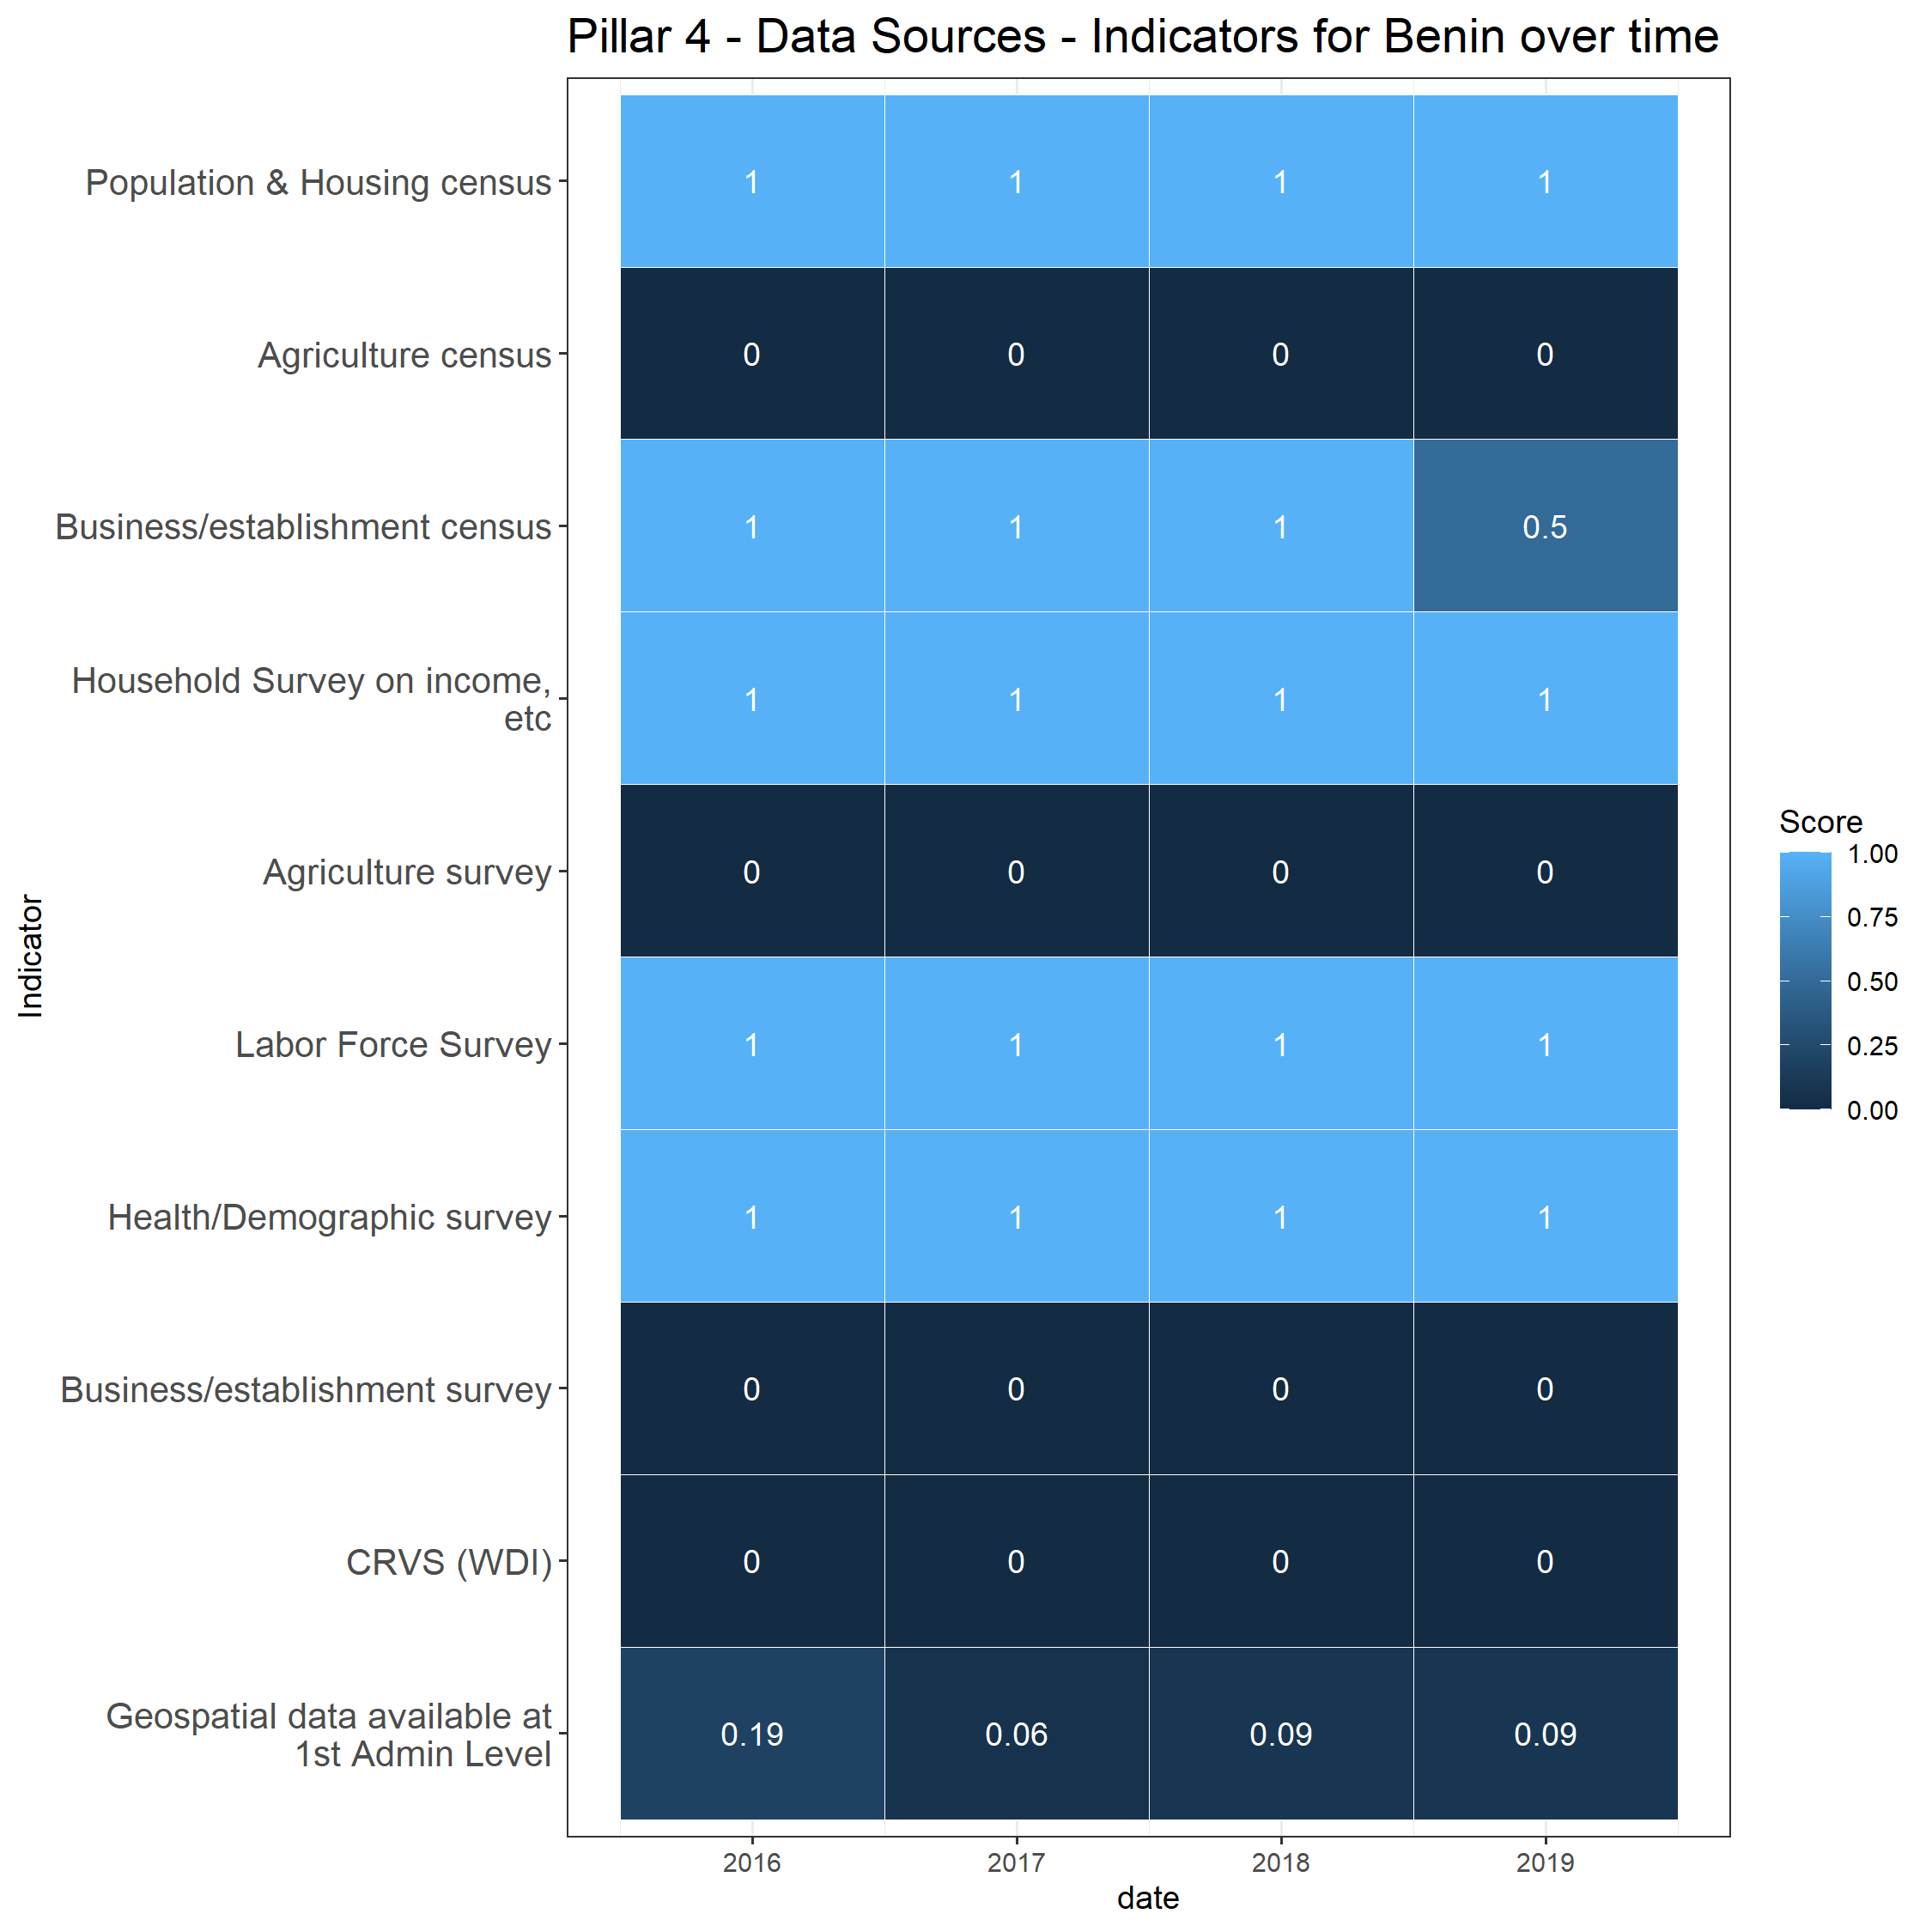 Pillar 4 - Data Sources - Indicators for Benin over time
Indicator
Population & Housing census
1 1 1 1
Agriculture census
0 0 0 0
Business/establishment census
1 1 1 0.5
Household Survey on income,
etc
1 1 1 1
Agriculture survey
0 0 0 0
Labor Force Survey
1 1 1 1
Health/Demographic survey
1 1 1 1
Business/establishment survey
0 0 0 0
CRVS (WDI)
0 0 0 0
Geospatial data available at
1st Admin Level
0.19 0.06 0.09 0.09
2016 2017 2018 2019
date
Score
1.00
0.75
0.50
0.25
0.00